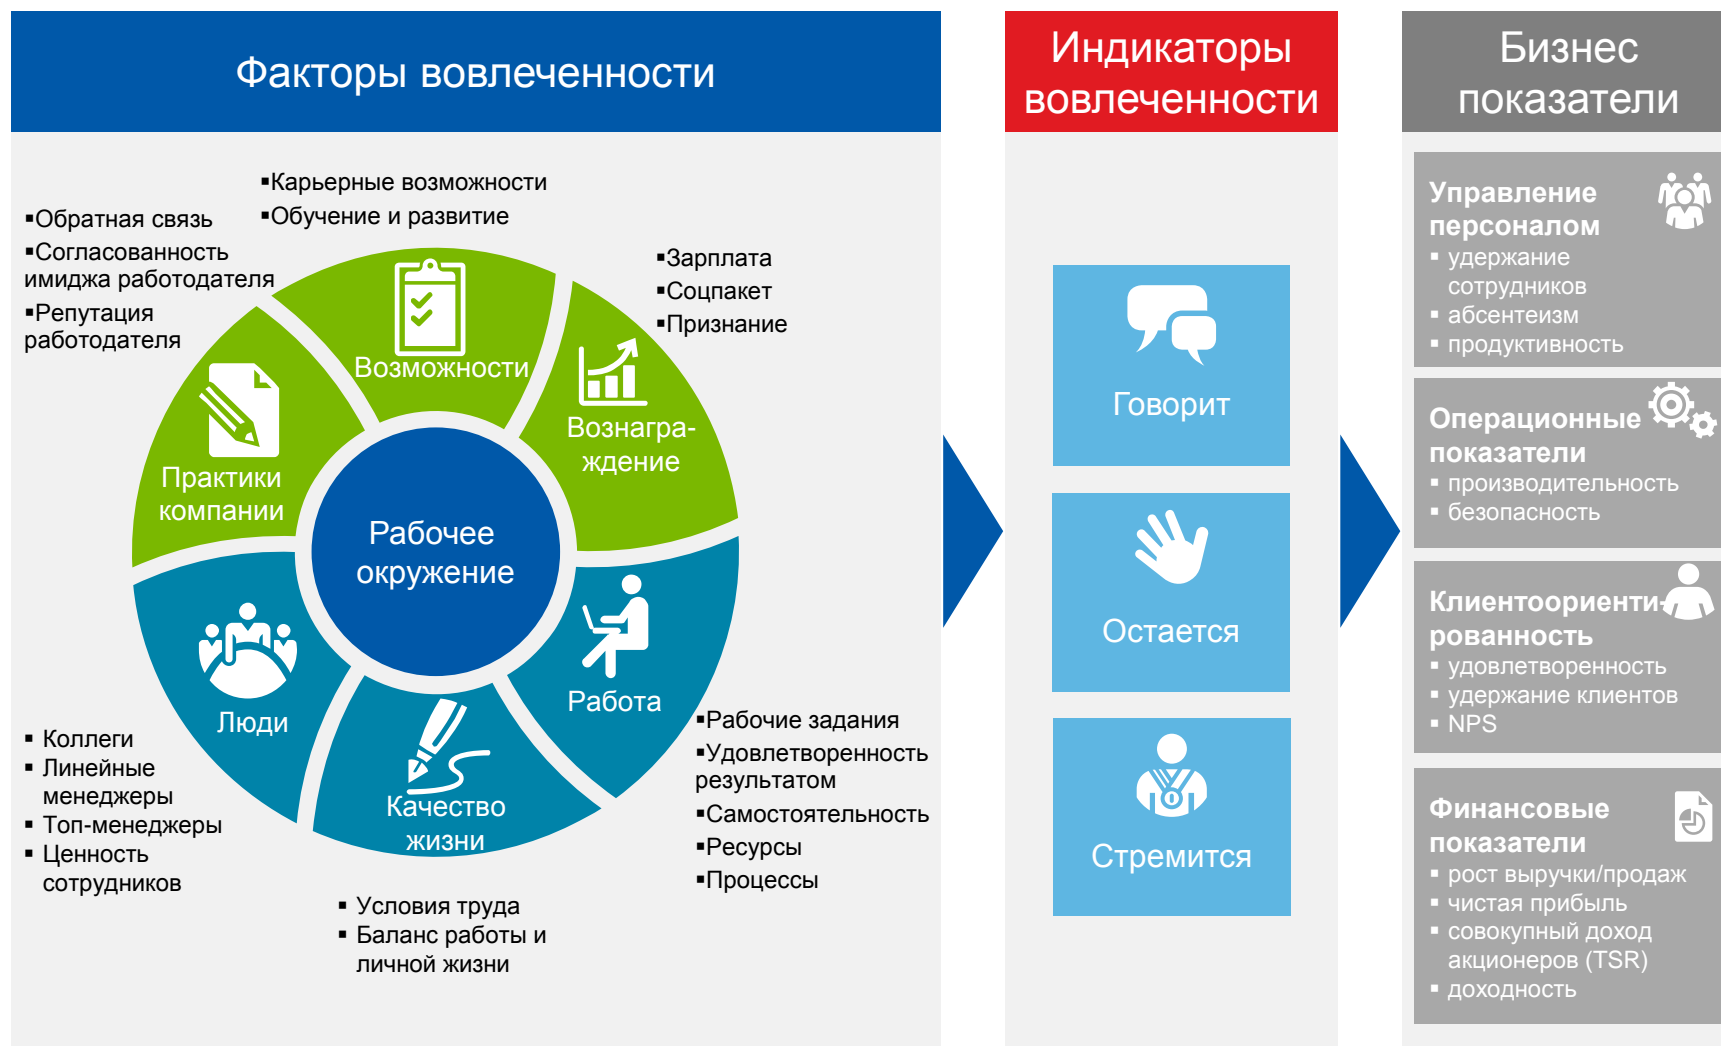 Факторы вовлеченности
▪Карьерные возможности
▪Обучение и развитие
▪Обратная связь
▪Согласованность
имиджа работодателя
▪Репутация
работодателя
▪Зарплата
▪Соцпакет
▪Признание
Возможности
Вознагра-
ждение
Практики
компании
Рабочее
окружение
Люди
Работа
Качество
жизни
▪ Коллеги
▪ Линейные
менеджеры
▪ Топ-менеджеры
▪ Ценность
сотрудников
▪Рабочие задания
▪Удовлетворенность
результатом
▪Самостоятельность
▪Ресурсы
▪Процессы
▪ Условия труда
▪ Баланс работы и
личной жизни
Индикаторы
вовлеченности
Говорит
Остается
Стремится
Бизнес
показатели
Управление
персоналом
▪ удержание
сотрудников
▪ абсентеизм
▪ продуктивность
Операционные
показатели
▪ производительность
▪ безопасность
Клиентоориенти-
рованность
▪ удовлетворенность
▪ удержание клиентов
▪ NPS
Финансовые
показатели
▪ рост выручки/продаж
▪ чистая прибыль
▪ совокупный доход
акционеров (TSR)
▪ доходность